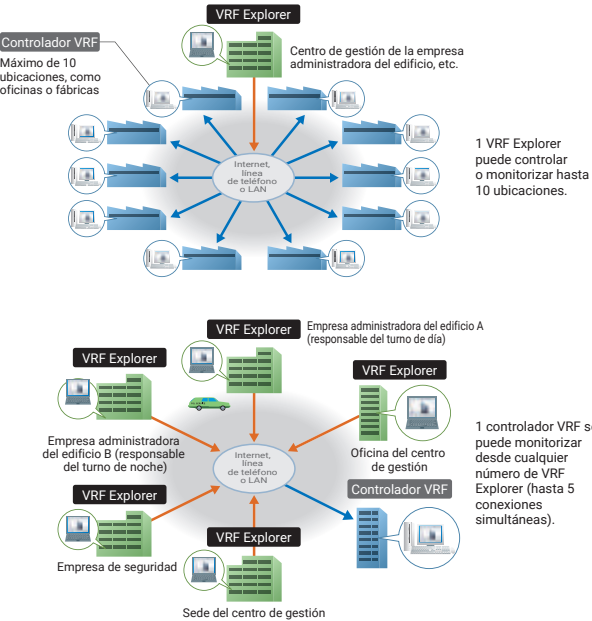 VRF Explorer
Controlador VRF
Máximo de 10
ubicaciones, como
oficinas o fábricas
Centro de gestión de la empresa
administradora del edificio, etc.
Internet,
línea
de teléfono
o LAN
1 VRF Explorer
puede controlar
o monitorizar hasta
10 ubicaciones.
VRF Explorer
Empresa administradora del edificio A
(responsable del turno de día)
VRF Explorer
VRF Explorer
Empresa administradora
del edificio B (responsable
del turno de noche)
Internet,
línea
de teléfono
o LAN
Oficina del centro
de gestión
1 controlador VRF s
puede monitorizar
desde cualquier
número de VRF
Explorer (hasta 5
conexiones
simultáneas).
VRF Explorer
Controlador VRF
Empresa de seguridad
VRF Explorer
Sede del centro de gestión